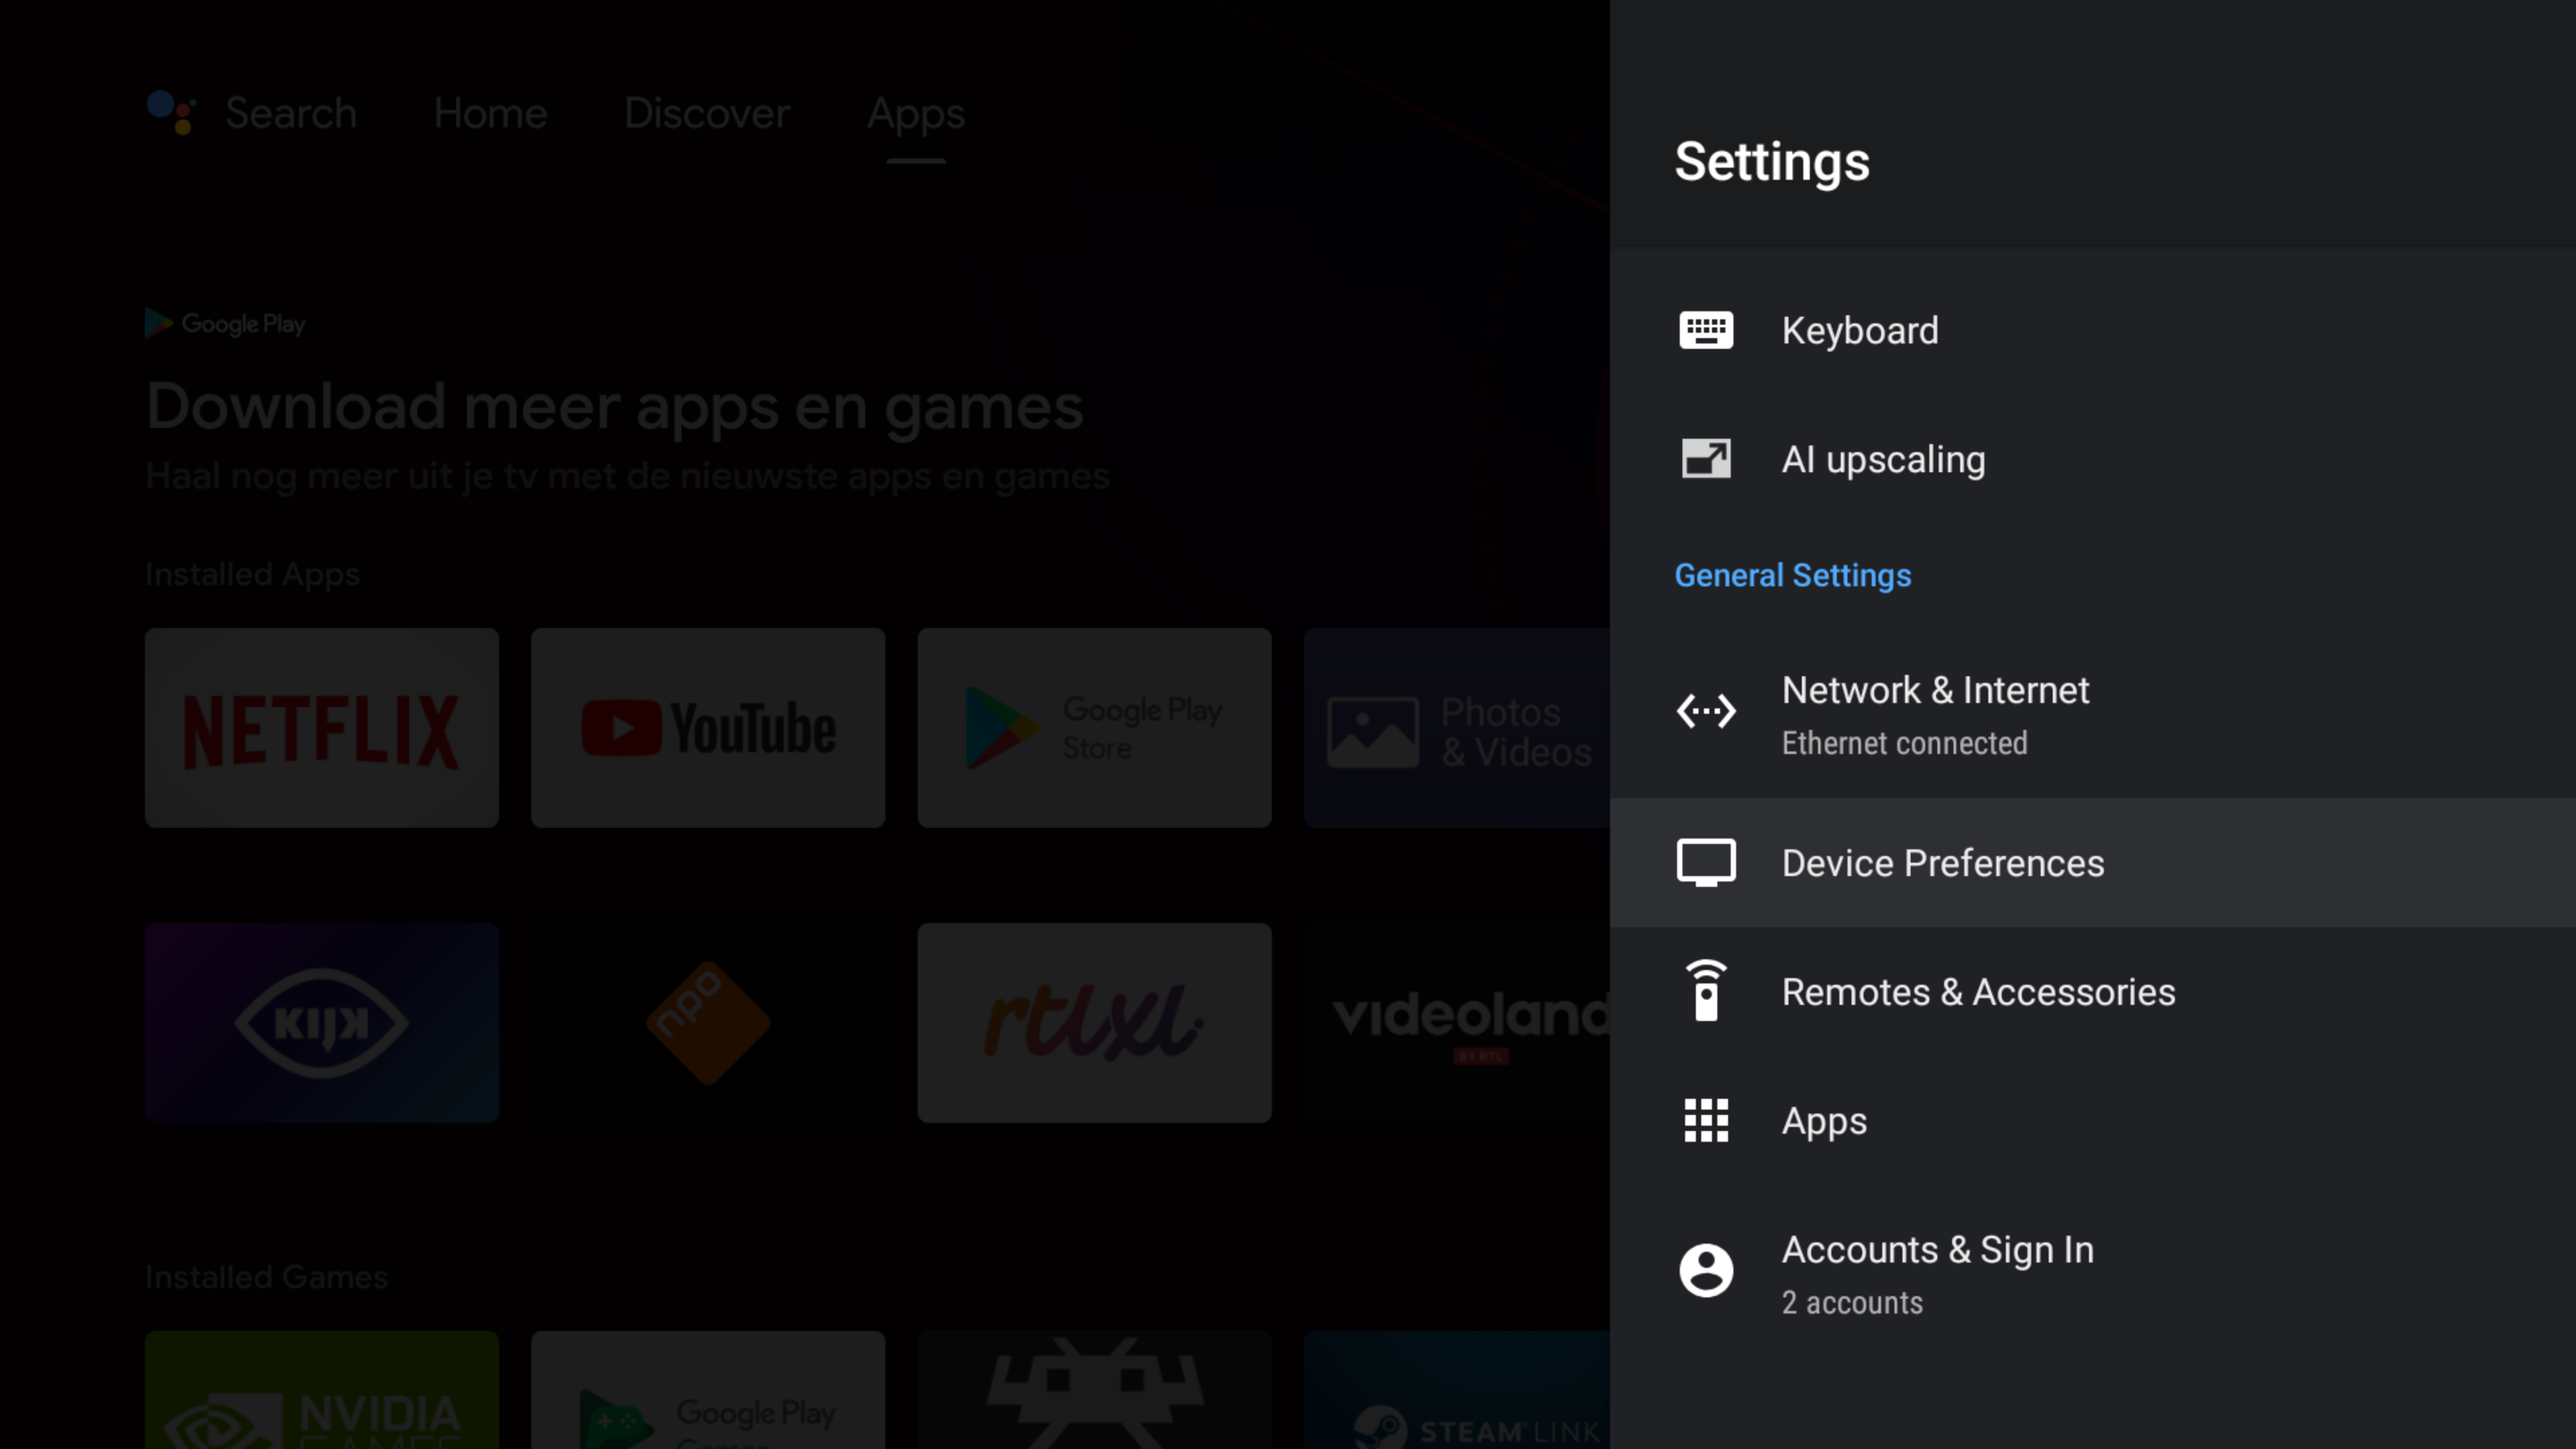 Search Home Discover Apps
Google Play
Download meer apps en games
Haal nog meer uit je tv met de nieuwste apps en games
Installed Apps
NETFLIX
YouTube
Google Play
Store
Photos
& Videos
KIJK
npo
rtlxl
videoland
BY RTL
Installed Games
NVIDIA
GAMES
Google Play
Games
STEAM LINK
Settings
Keyboard
AI upscaling
General Settings
Network & Internet
Ethernet connected
Device Preferences
Remotes & Accessories
Apps
Accounts & Sign In
2 accounts